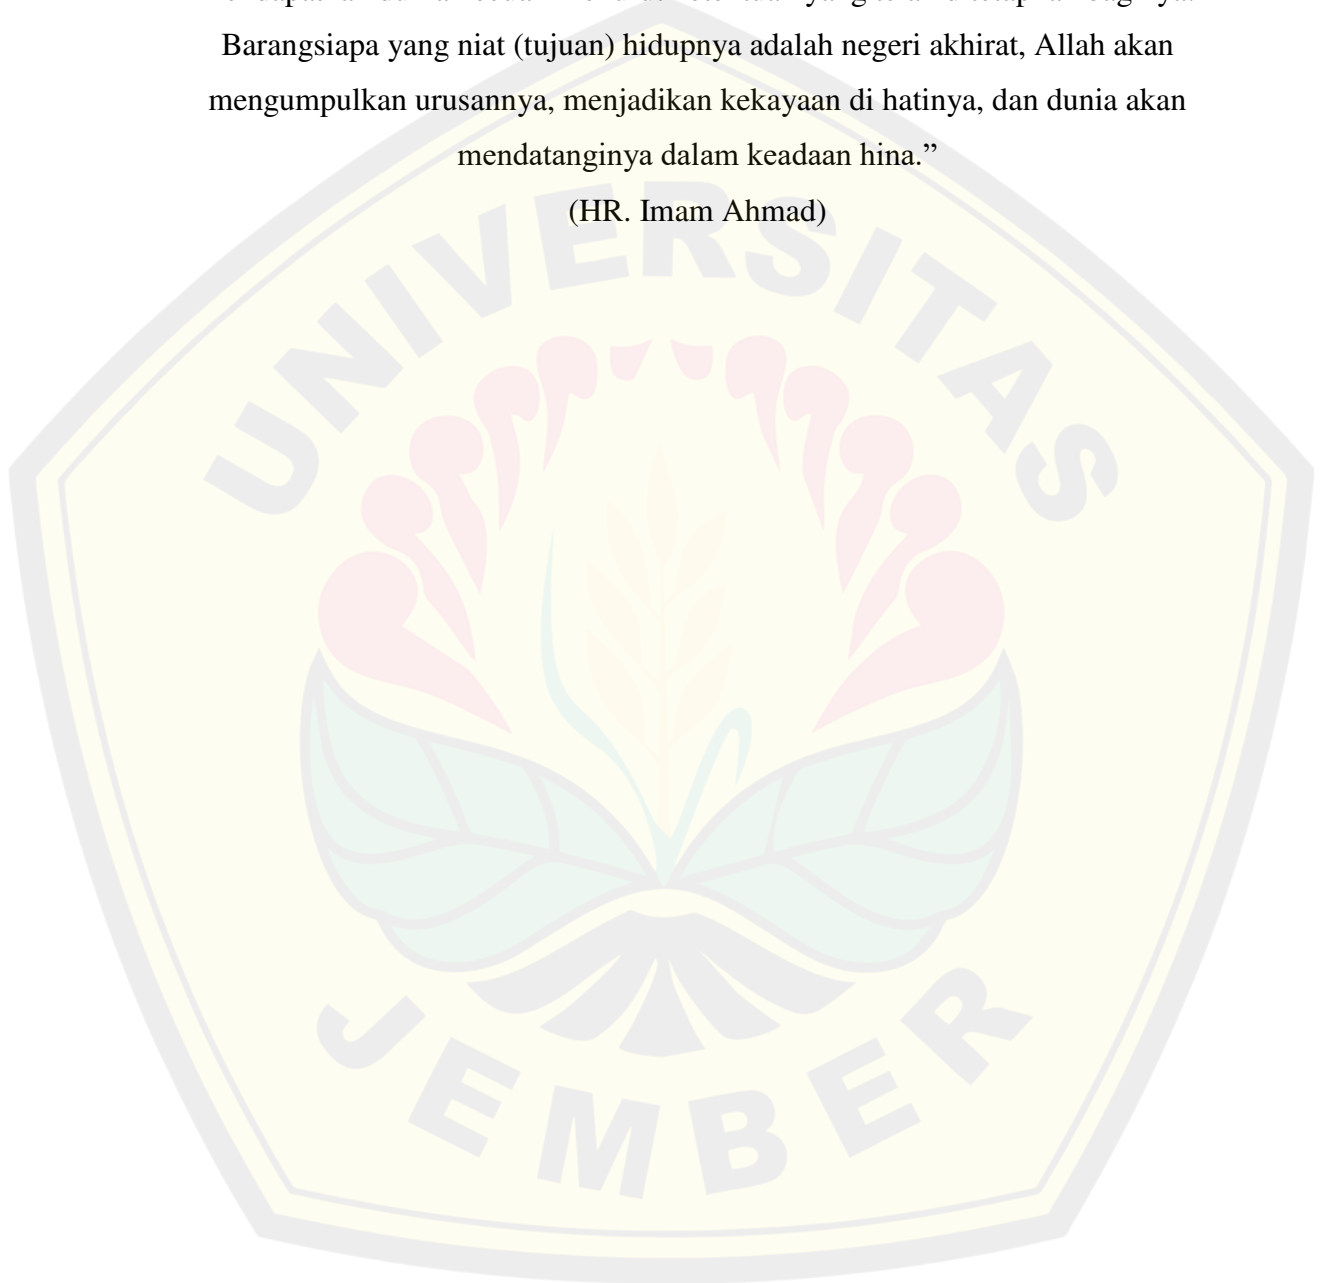 Barangsiapa yang niat (tujuan) hidupnya adalah negeri akhirat, Allah akan
mengumpulkan urusannya, menjadikan kekayaan di hatinya, dan dunia akan
mendatanginya dalam keadaan hina.”
(HR. Imam Ahmad)
UNIVERSITAS
JEMBER